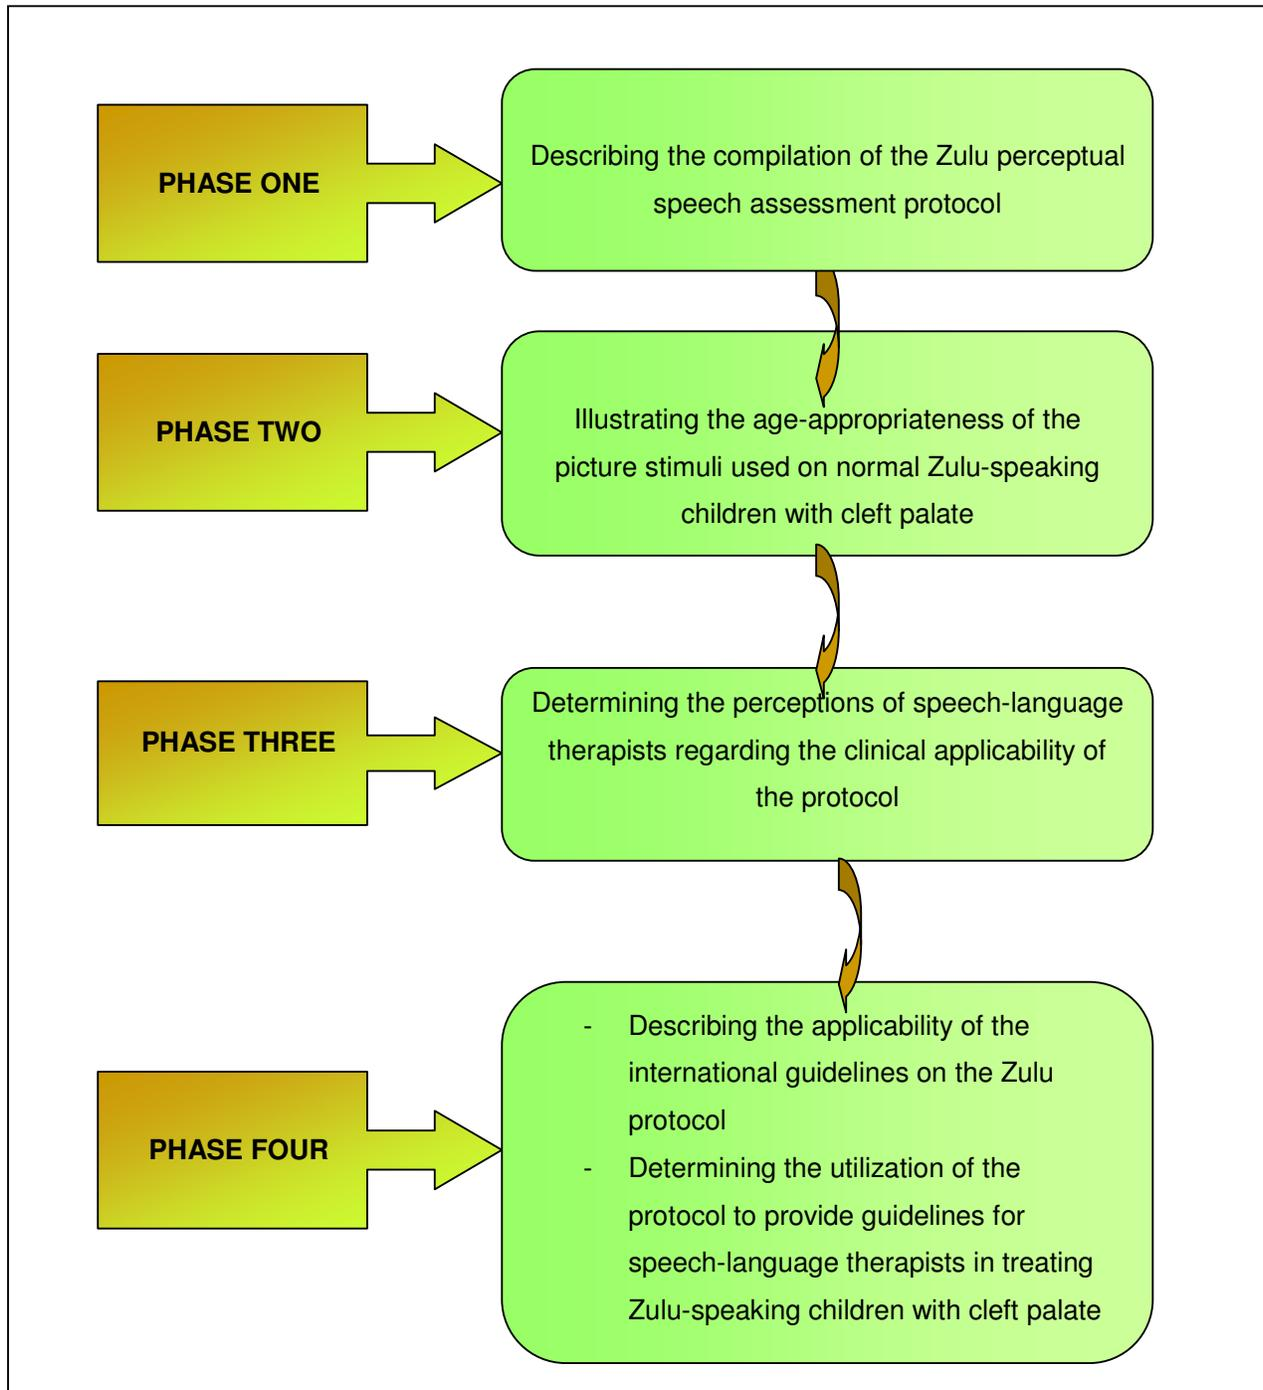 PHASE ONE
Describing the compilation of the Zulu perceptual
speech assessment protocol
PHASE TWO
Illustrating the age-appropriateness of the
picture stimuli used on normal Zulu-speaking
children with cleft palate
PHASE THREE
Determining the perceptions of speech-language
therapists regarding the clinical applicability of
the protocol
PHASE FOUR
- Describing the applicability of the
international guidelines on the Zulu
protocol
- Determining the utilization of the
protocol to provide guidelines for
speech-language therapists in treating
Zulu-speaking children with cleft palate